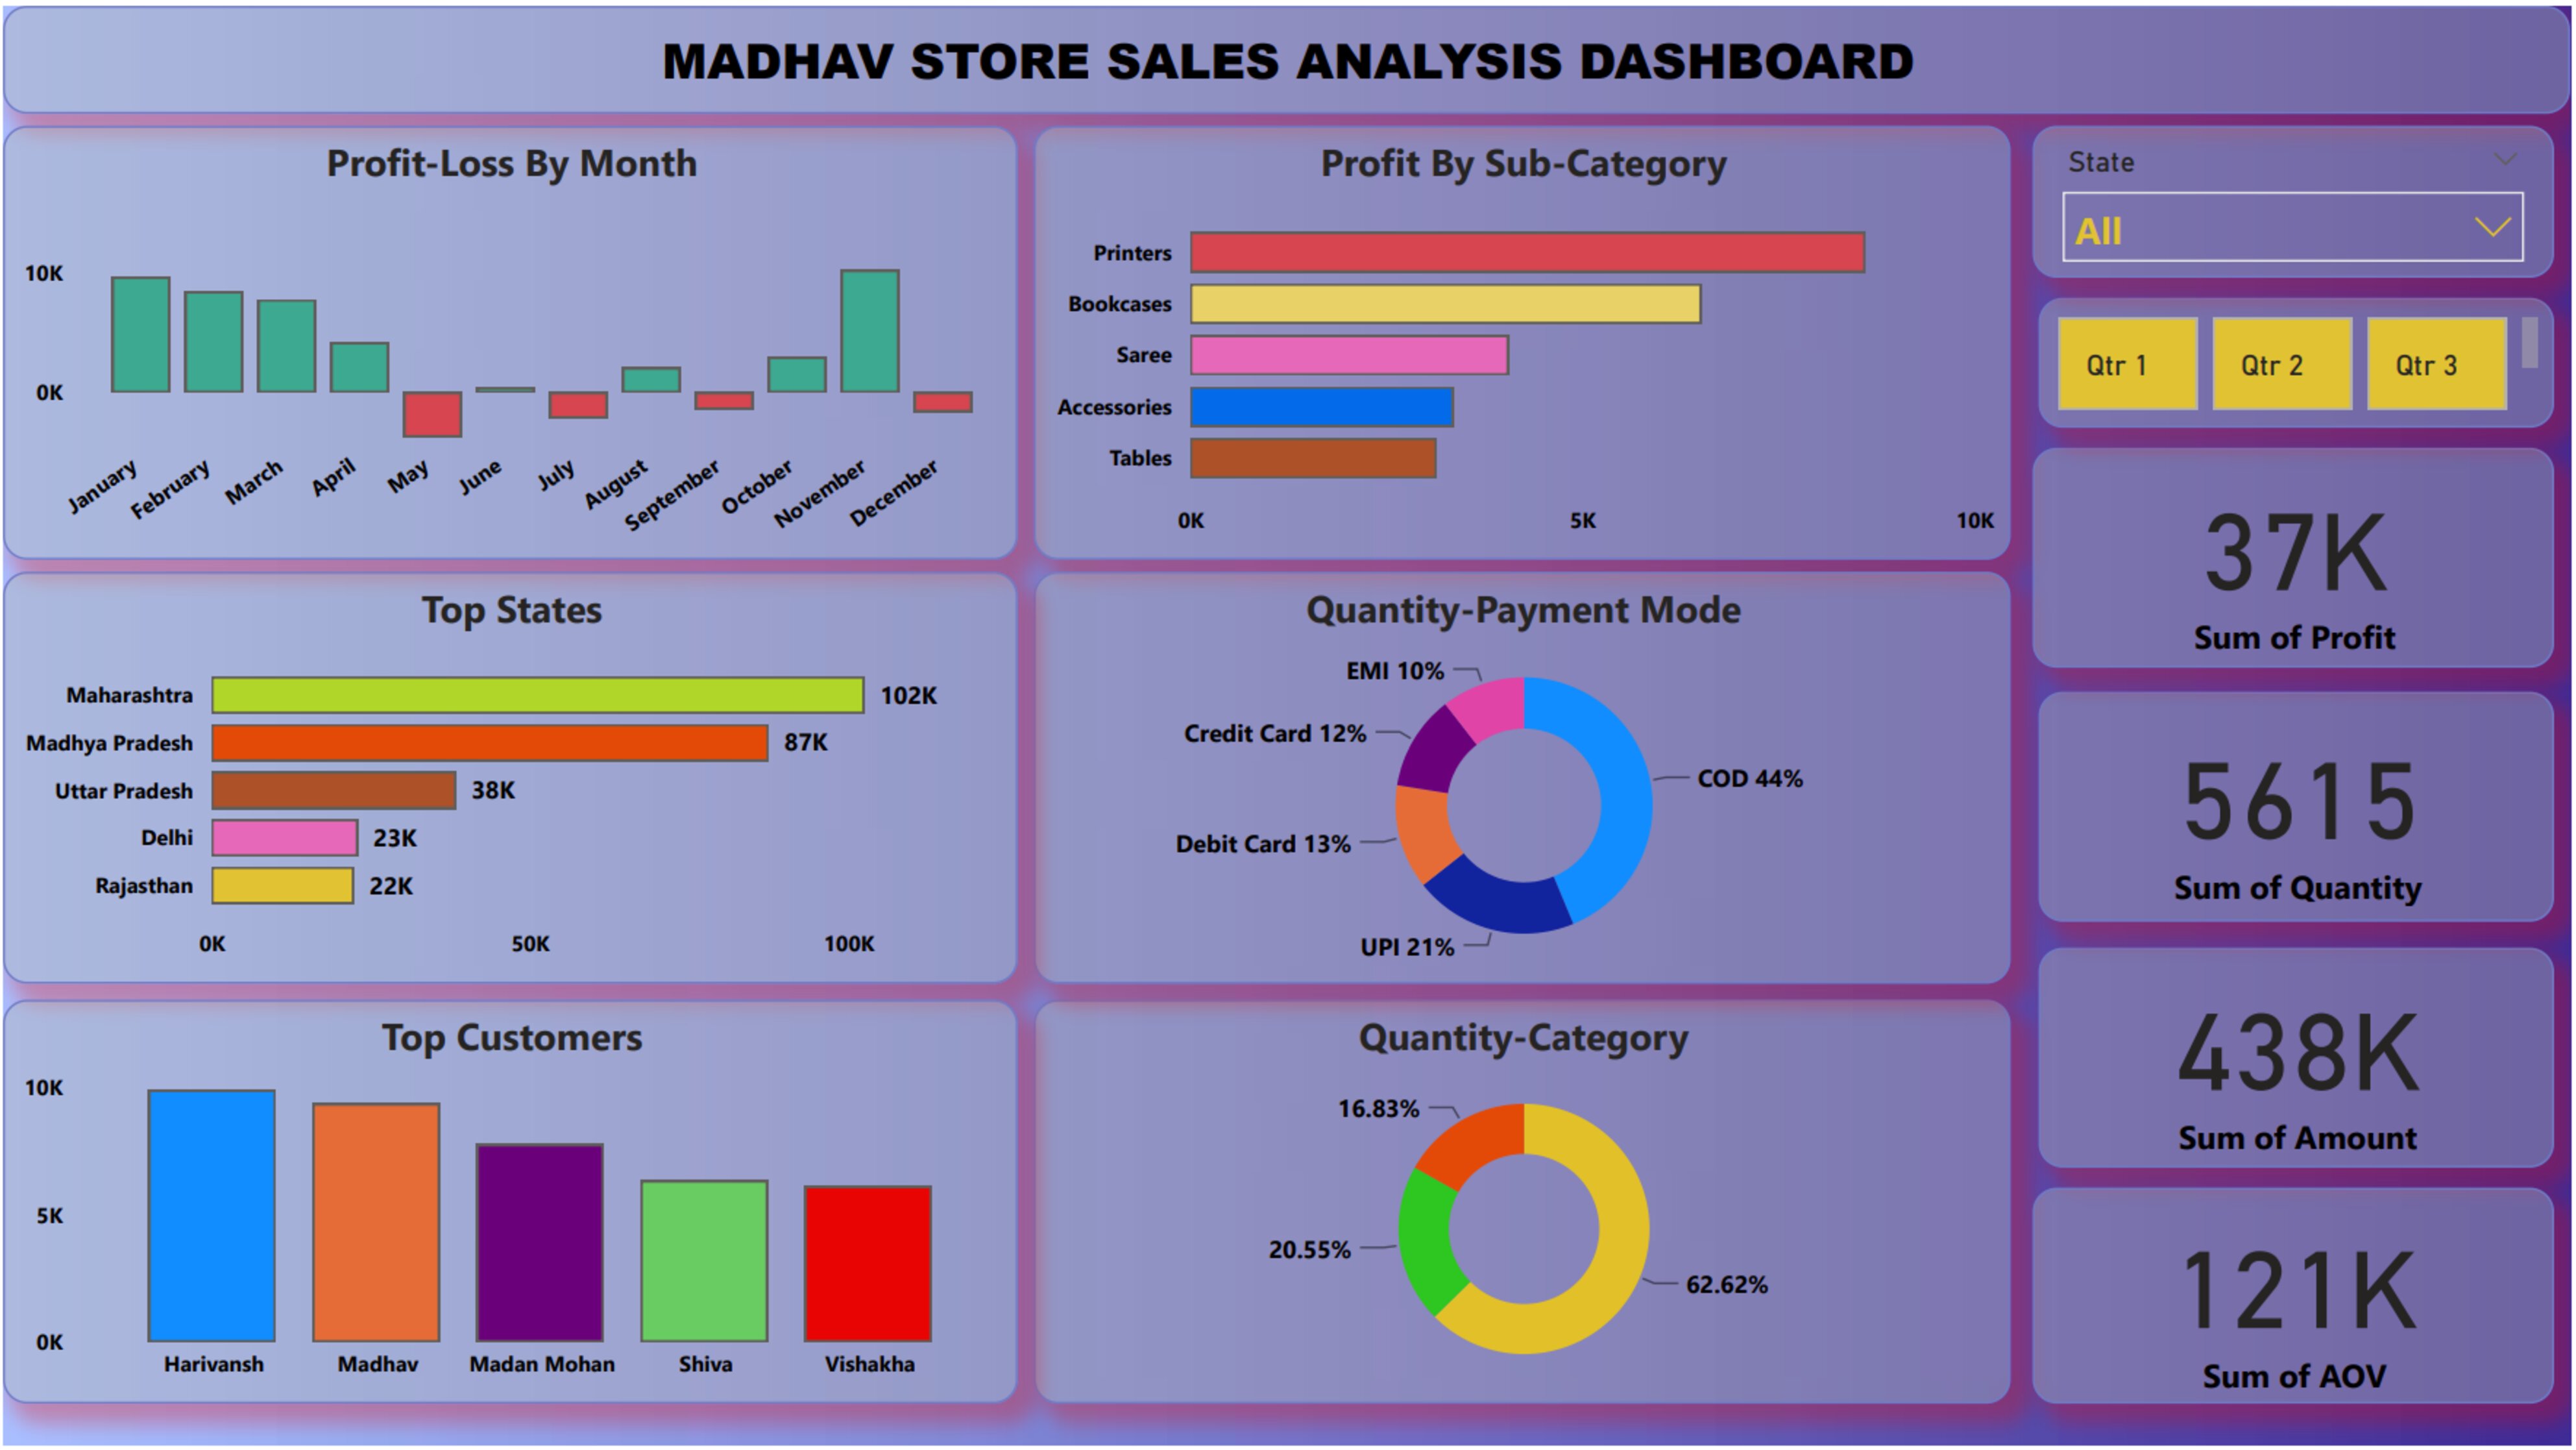 MADHAV STORE SALES ANALYSIS DASHBOARD
Profit-Loss By Month
10K
0K
January
February
March
April
May
June
July
August
September
October
November
December
Profit By Sub-Category
Printers
Bookcases
Saree
Accessories
Tables
0K 5K 10K
State
All
Qtr 1 Qtr 2 Qtr 3
37K
Sum of Profit
Top States
Maharashtra 102K
Madhya Pradesh 87K
Uttar Pradesh 38K
Delhi 23K
Rajasthan 22K
0K 50K 100K
Quantity-Payment Mode
EMI 10%
Credit Card 12%
COD 44%
Debit Card 13%
UPI 21%
5615
Sum of Quantity
Top Customers
10K
5K
0K
Harivansh Madhav Madan Mohan Shiva Vishakha
Quantity-Category
16.83%
20.55%
62.62%
438K
Sum of Amount
121K
Sum of AOV